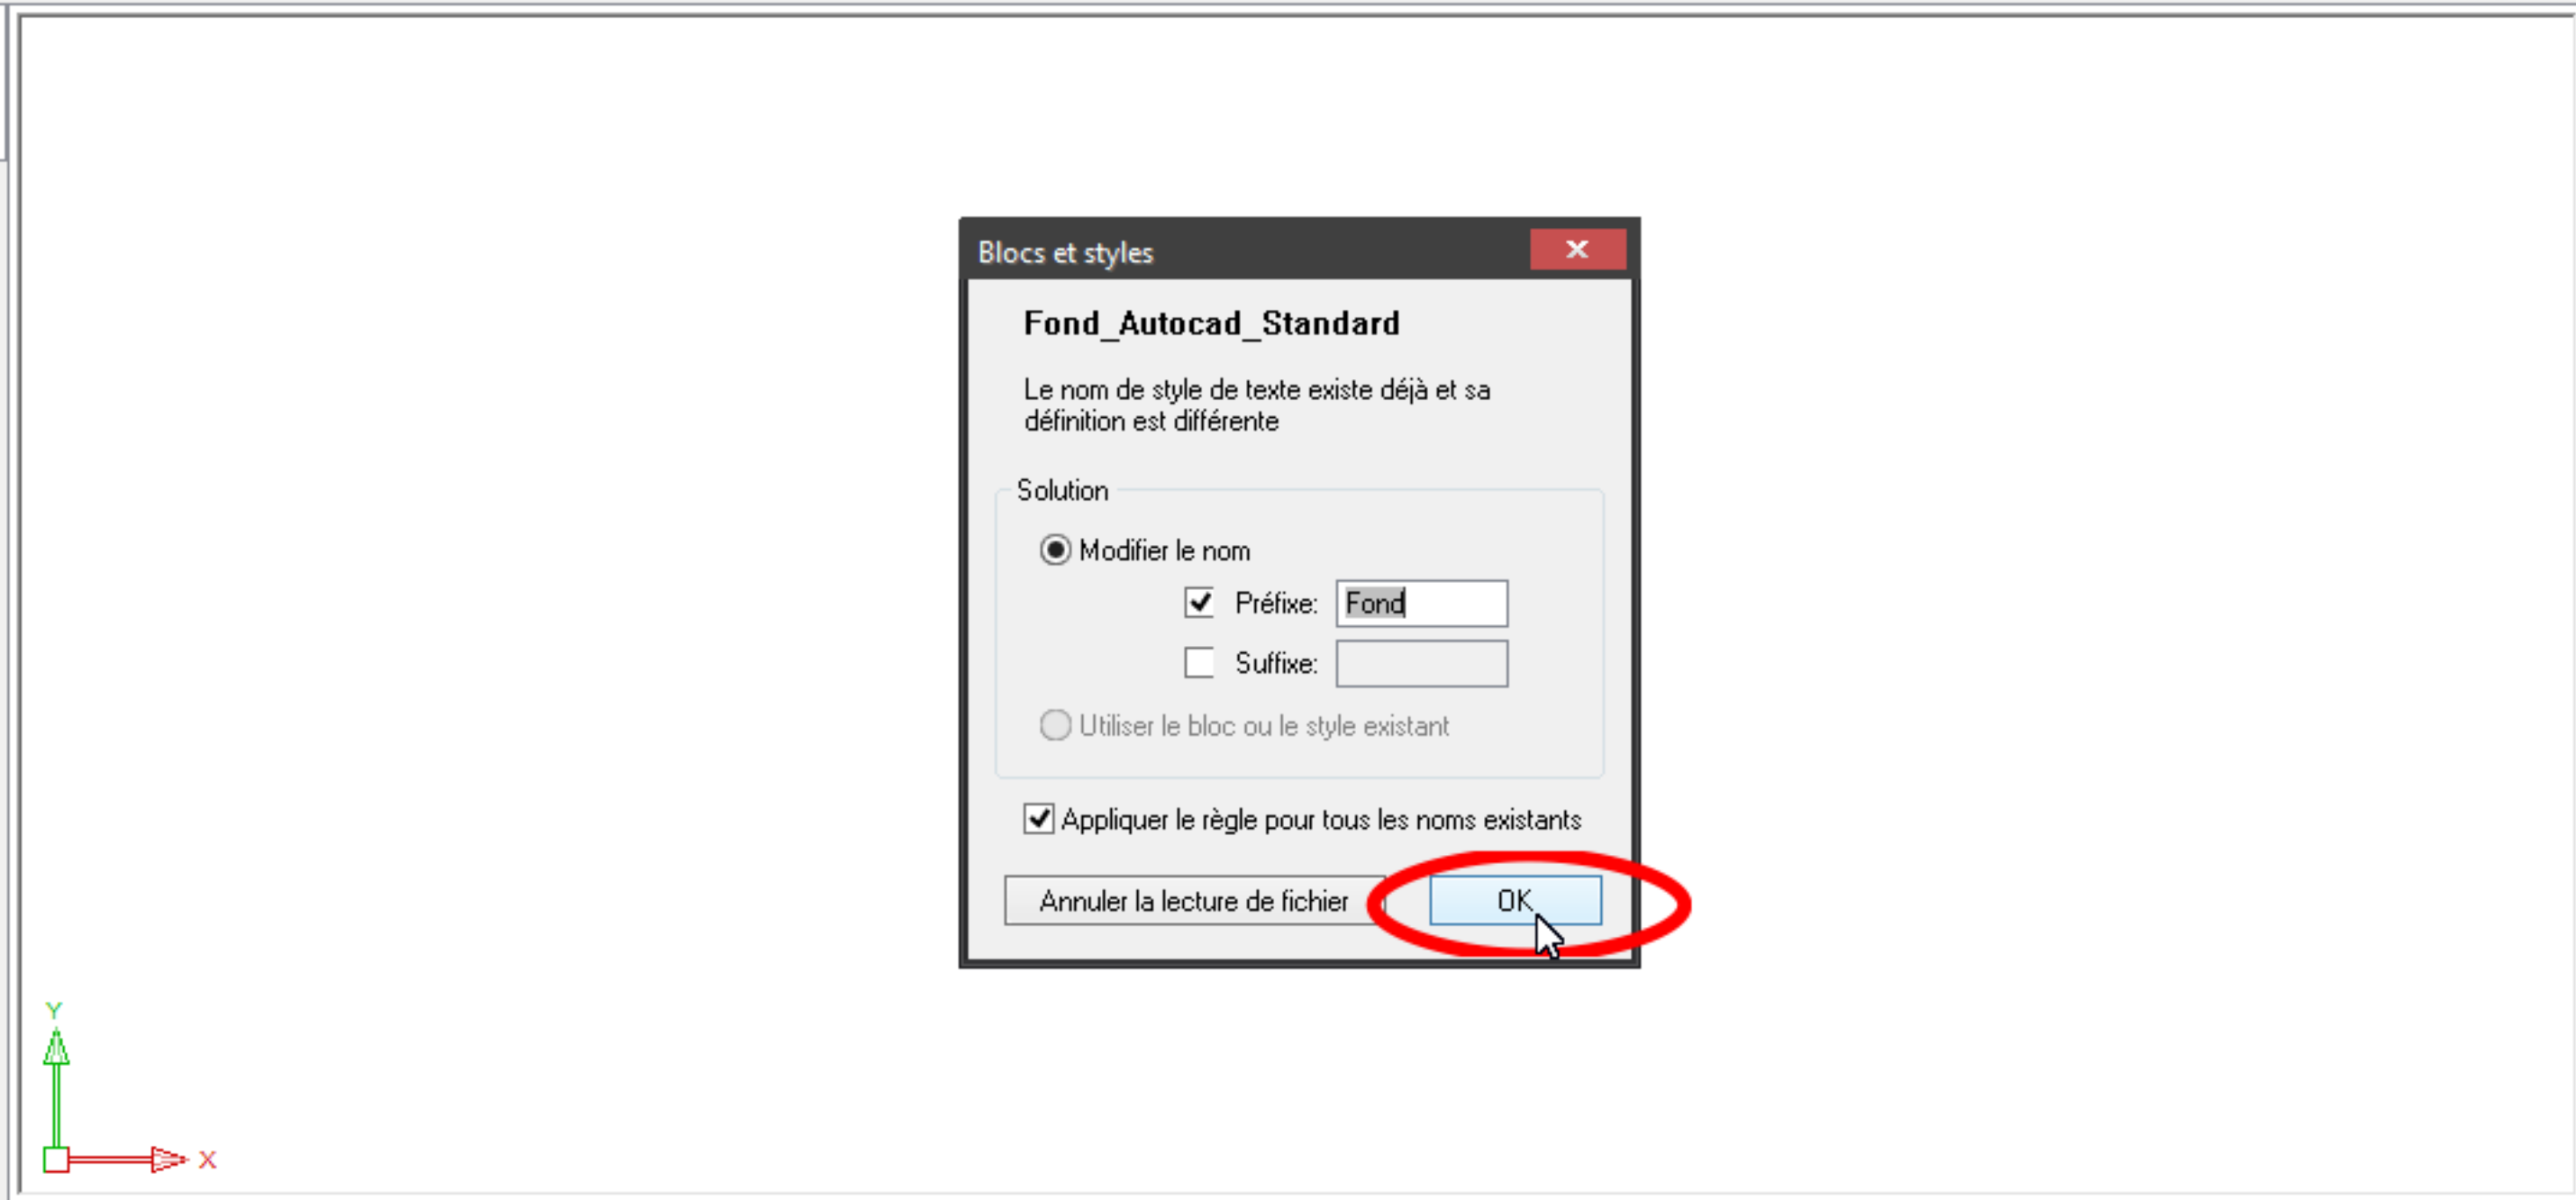 Blocs et styles
Fond_Autocad_Standard
Le nom de style de texte existe déjà et sa
définition est différente
Solution
Modifier le nom
Préfixe: Fond
Suffixe:
Utiliser le bloc ou le style existant
Appliquer le règle pour tous les noms existants
Annuler la lecture de fichier OK
Y
X